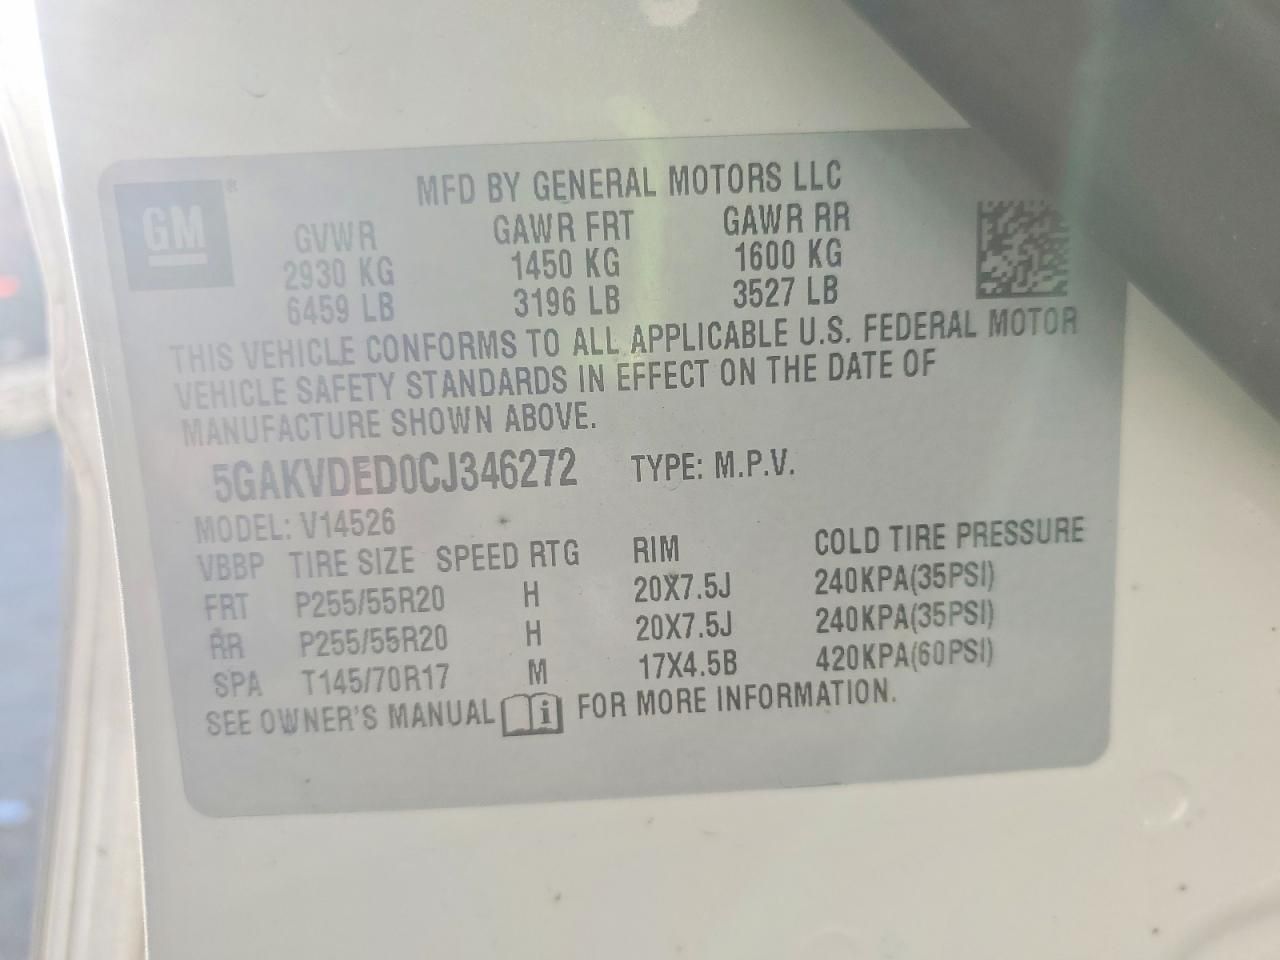 GM ®
MFD BY GENERAL MOTORS LLC
GVWR GAWR FRT GAWR RR
2930 KG 1450 KG 1600 KG
6459 LB 3196 LB 3527 LB
THIS VEHICLE CONFORMS TO ALL APPLICABLE U.S. FEDERAL MOTOR
VEHICLE SAFETY STANDARDS IN EFFECT ON THE DATE OF
MANUFACTURE SHOWN ABOVE.
5GAKVDED0CJ346272 TYPE: M.P.V.
MODEL: V14526
VBBP TIRE SIZE SPEED RTG RIM COLD TIRE PRESSURE
FRT P255/55R20 H 20X7.5J 240KPA(35PSI)
RR P255/55R20 H 20X7.5J 240KPA(35PSI)
SPA T145/70R17 M 17X4.5B 420KPA(60PSI)
SEE OWNER'S MANUAL i FOR MORE INFORMATION.